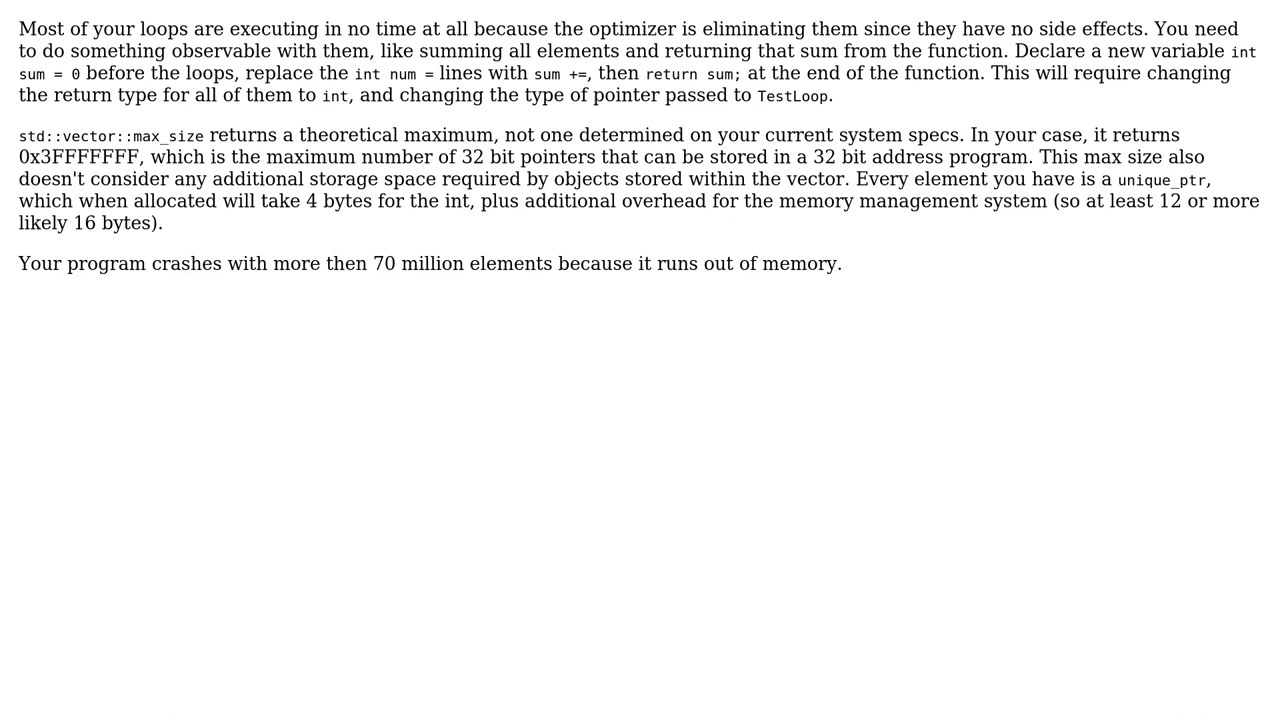 Most of your loops are executing in no time at all because the optimizer is eliminating them since they have no side effects. You need
to do something observable with them, like summing all elements and returning that sum from the function. Declare a new variable int
sum = 0 before the loops, replace the int num = lines with sum +=, then return sum; at the end of the function. This will require changing
the return type for all of them to int, and changing the type of pointer passed to TestLoop.
std::vector::max_size returns a theoretical maximum, not one determined on your current system specs. In your case, it returns
0x3FFFFFFF, which is the maximum number of 32 bit pointers that can be stored in a 32 bit address program. This max size also
doesn't consider any additional storage space required by objects stored within the vector. Every element you have is a unique_ptr,
which when allocated will take 4 bytes for the int, plus additional overhead for the memory management system (so at least 12 or more
likely 16 bytes).
Your program crashes with more then 70 million elements because it runs out of memory.